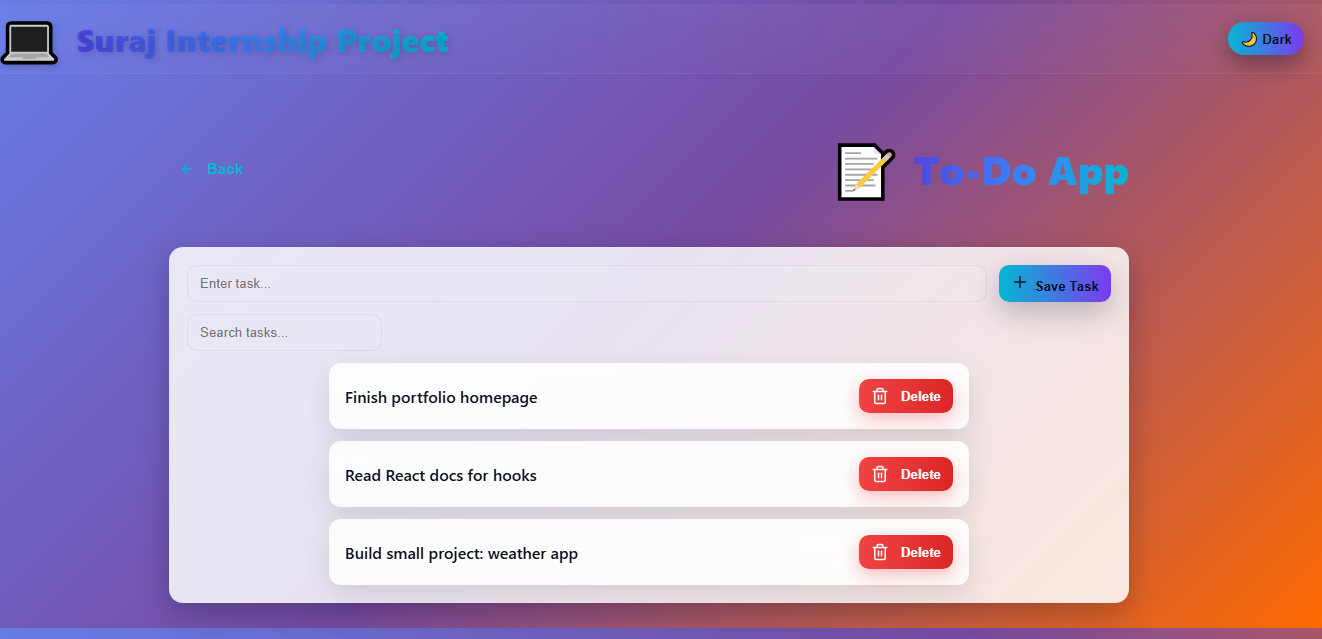 Suraj Internship Project
Dark
Back
To-Do App
Enter task...
Save Task
Search tasks...
Finish portfolio homepage
Delete
Read React docs for hooks
Delete
Build small project: weather app
Delete